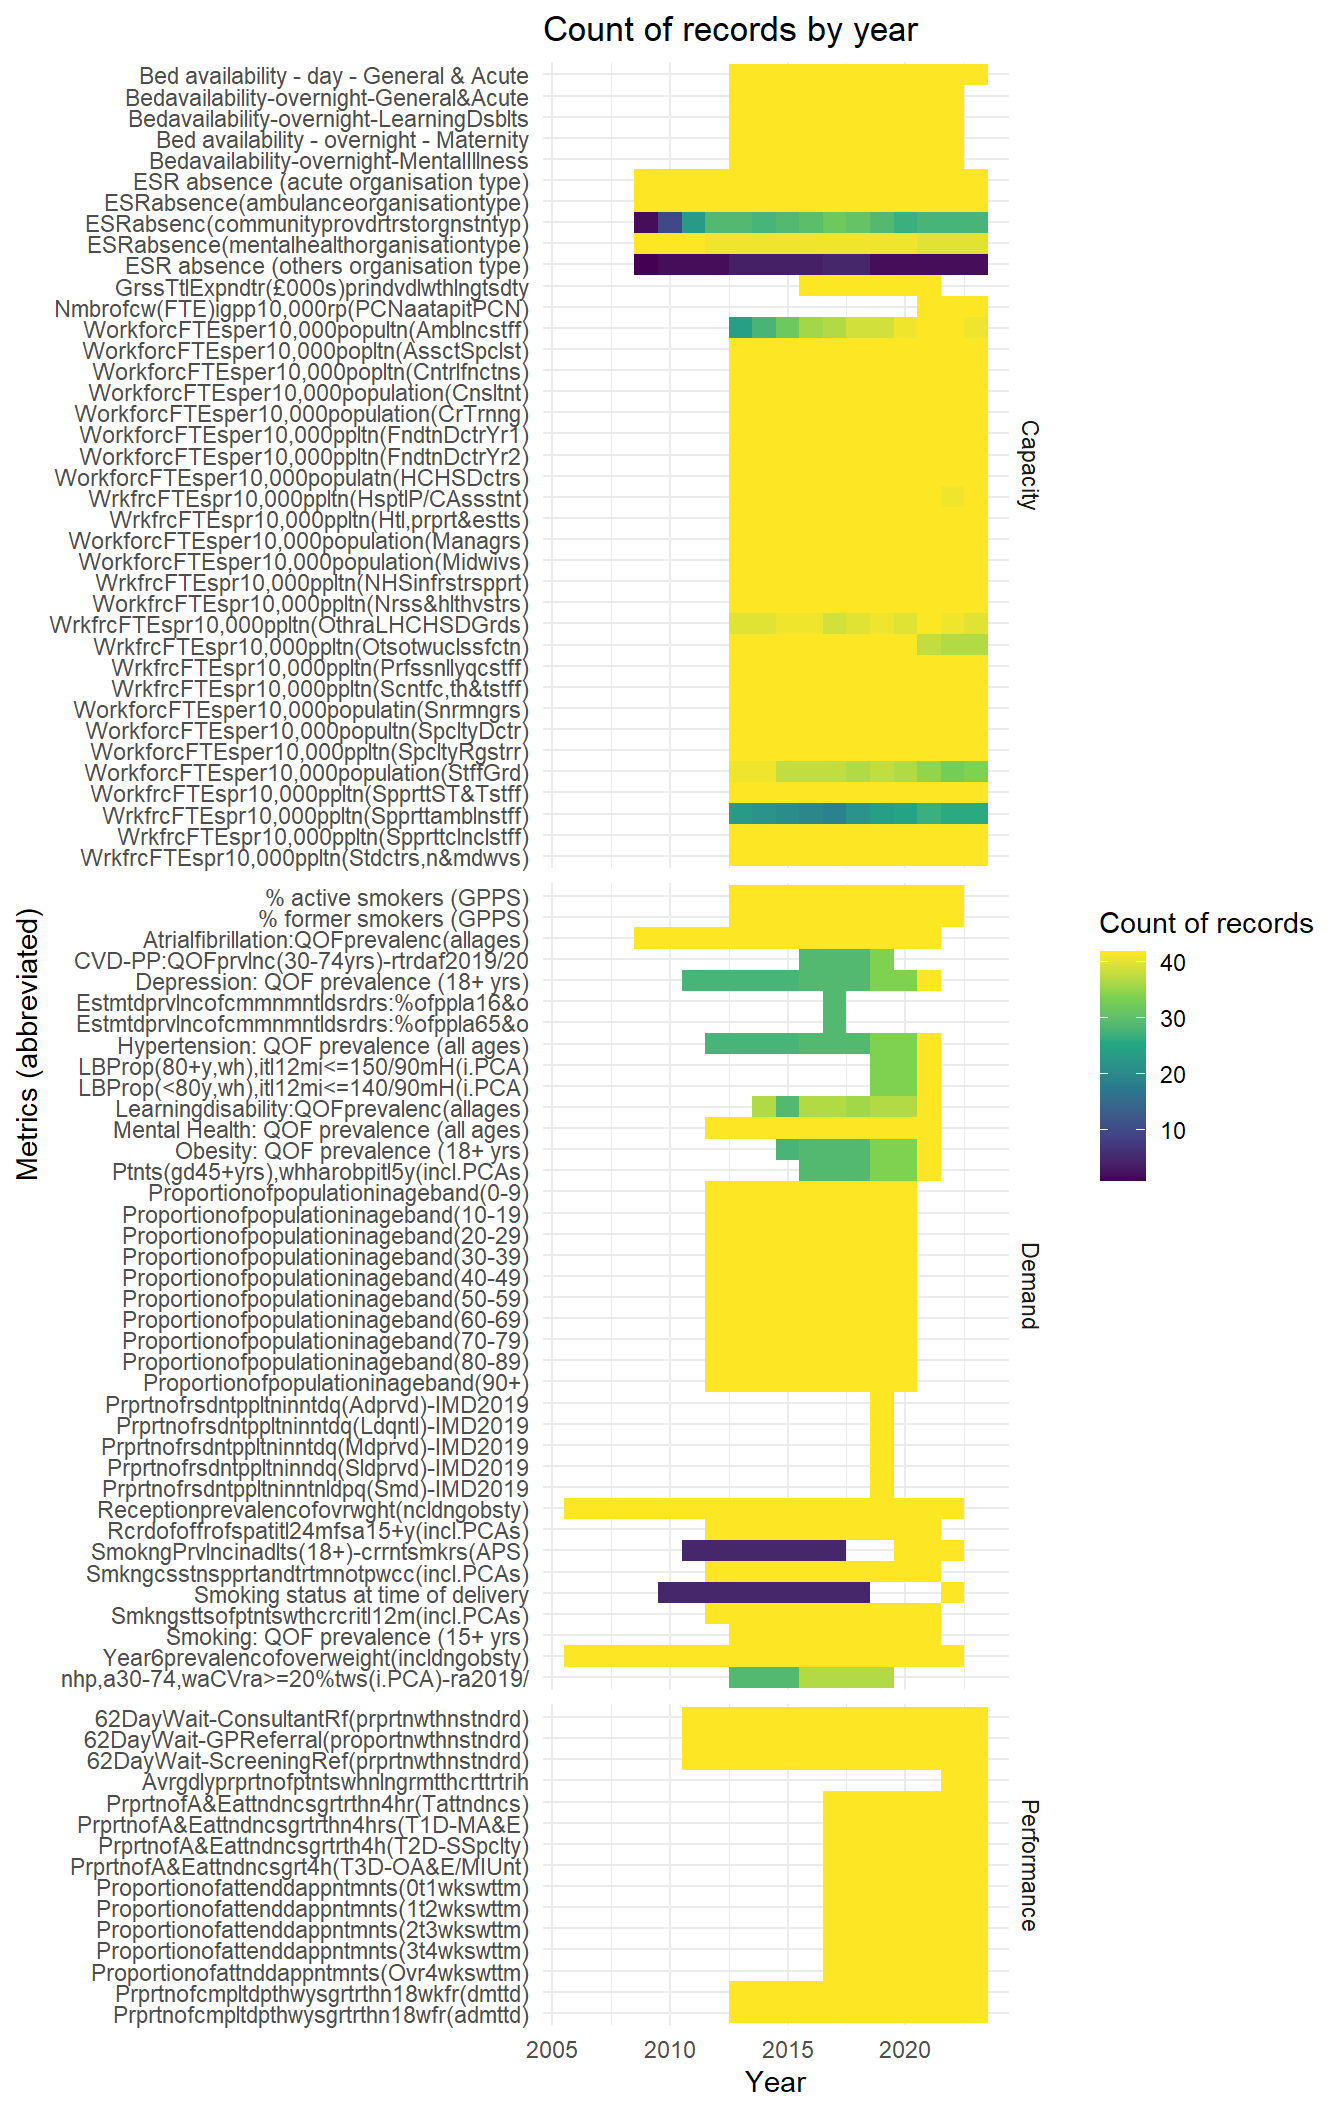 Count of records by year
Metrics (abbreviated)
Bed availability - day - General & Acute
Bedavailability-overnight-General&Acute
Bedavailability-overnight-LearningDsblts
Bed availability - overnight - Maternity
Bedavailability-overnight-MentalIllness
ESR absence (acute organisation type)
ESRabsence(ambulanceorganisationtype)
ESRabsenc(communityprovdrtrstorgnstntyp)
ESRabsence(mentalhealthorganisationtype)
ESR absence (others organisation type)
GrssTtlExpndtr(£000s)prindvdlwthlngtsdty
Nmbrofcw(FTE)igpp10,000rp(PCNaatapitPCN)
WorkforcFTEsper10,000popultn(Amblncstff)
WorkforcFTEsper10,000popltn(AssctSpclst)
WorkforcFTEsper10,000popltn(Cntrlfnctns)
WorkforcFTEsper10,000population(Cnsltnt)
WorkforcFTEsper10,000population(CrTrnng)
WorkforcFTEsper10,000ppltn(FndtnDctrYr1)
WorkforcFTEsper10,000ppltn(FndtnDctrYr2)
WorkforcFTEsper10,000populatn(HCHSDctrs)
WrkfrcFTEspr10,000ppltn(HsptlP/CAssstnt)
WrkfrcFTEspr10,000ppltn(Htl,prprt&estts)
WorkforcFTEsper10,000population(Managrs)
WorkforcFTEsper10,000population(Midwivs)
WrkfrcFTEspr10,000ppltn(NHSinfrstrspprt)
WorkfrcFTEspr10,000ppltn(Nrss&hlthvstrs)
WrkfrcFTEspr10,000ppltn(OthraLHCHSDGrds)
WrkfrcFTEspr10,000ppltn(Otsotwuclssfctn)
WrkfrcFTEspr10,000ppltn(Prfssnllyqcstff)
WrkfrcFTEspr10,000ppltn(Scntfc,th&tstff)
WorkforcFTEsper10,000populatin(Snrmngrs)
WorkforcFTEsper10,000popultn(SpcltyDctr)
WorkforcFTEsper10,000ppltn(SpcltyRgstrr)
WorkforcFTEsper10,000population(StffGrd)
WorkfrcFTEspr10,000ppltn(SpprttST&Tstff)
WrkfrcFTEspr10,000ppltn(Spprttamblnstff)
WrkfrcFTEspr10,000ppltn(Spprttclnclstff)
WrkfrcFTEspr10,000ppltn(Stdctrs,n&mdwvs)
Capacity
% active smokers (GPPS)
% former smokers (GPPS)
Atrialfibrillation:QOFprevalenc(allages)
CVD-PP:QOFprvlnc(30-74yrs)-rtrdaf2019/20
Depression: QOF prevalence (18+ yrs)
Estmtdprvlncofcmmnmntldsrdrs:%ofppla16&o
Estmtdprvlncofcmmnmntldsrdrs:%ofppla65&o
Hypertension: QOF prevalence (all ages)
LBProp(80+y,wh),itl12mi<=150/90mH(i.PCA)
LBProp(<80y,wh),itl12mi<=140/90mH(i.PCA)
Learningdisability:QOFprevalenc(allages)
Mental Health: QOF prevalence (all ages)
Obesity: QOF prevalence (18+ yrs)
Ptnts(gd45+yrs),whharobpitl5y(incl.PCAs)
Proportionofpopulationinageband(0-9)
Proportionofpopulationinageband(10-19)
Proportionofpopulationinageband(20-29)
Proportionofpopulationinageband(30-39)
Proportionofpopulationinageband(40-49)
Proportionofpopulationinageband(50-59)
Proportionofpopulationinageband(60-69)
Proportionofpopulationinageband(70-79)
Proportionofpopulationinageband(80-89)
Proportionofpopulationinageband(90+)
Prprtnofrsdntppltninntdq(Adprvd)-IMD2019
Prprtnofrsdntppltninntdq(Ldqntl)-IMD2019
Prprtnofrsdntppltninntdq(Mdprvd)-IMD2019
Prprtnofrsdntppltninndq(Sldprvd)-IMD2019
Prprtnofrsdntppltninntnldpq(Smd)-IMD2019
Receptionprevalencofovrwght(ncldngobsty)
Rcrdofoffrofspatitl24mfsa15+y(incl.PCAs)
SmokngPrvlncinadlts(18+)-crrntsmkrs(APS)
Smkngcsstnspprtandtrtmnotpwcc(incl.PCAs)
Smoking status at time of delivery
Smkngsttsofptntswthcrcritl12m(incl.PCAs)
Smoking: QOF prevalence (15+ yrs)
Year6prevalencofoverweight(incldngobsty)
nhp,a30-74,waCVra>=20%tws(i.PCA)-ra2019/
Demand
62DayWait-ConsultantRf(prprtnwthnstndrd)
62DayWait-GPReferral(proportnwthnstndrd)
62DayWait-ScreeningRef(prprtnwthnstndrd)
Avrgdlyprprtnofptntswhnlngrmtthcrttrtrih
PrprtnofA&Eattndncsgrtrthn4hr(Tattndncs)
PrprtnofA&Eattndncsgrtrthn4hrs(T1D-MA&E)
PrprtnofA&Eattndncsgrtrth4h(T2D-SSpclty)
PrprtnofA&Eattndncsgrt4h(T3D-OA&E/MIUnt)
Proportionofattenddappntmnts(0t1wkswttm)
Proportionofattenddappntmnts(1t2wkswttm)
Proportionofattenddappntmnts(2t3wkswttm)
Proportionofattenddappntmnts(3t4wkswttm)
Proportionofattnddappntmnts(Ovr4wkswttm)
Prprtnofcmpltdpthwysgrtrthn18wkfr(dmttd)
Prprtnofcmpltdpthwysgrtrthn18wfr(admttd)
Performance
2005 2010 2015 2020
Year
Count of records
40
30
20
10